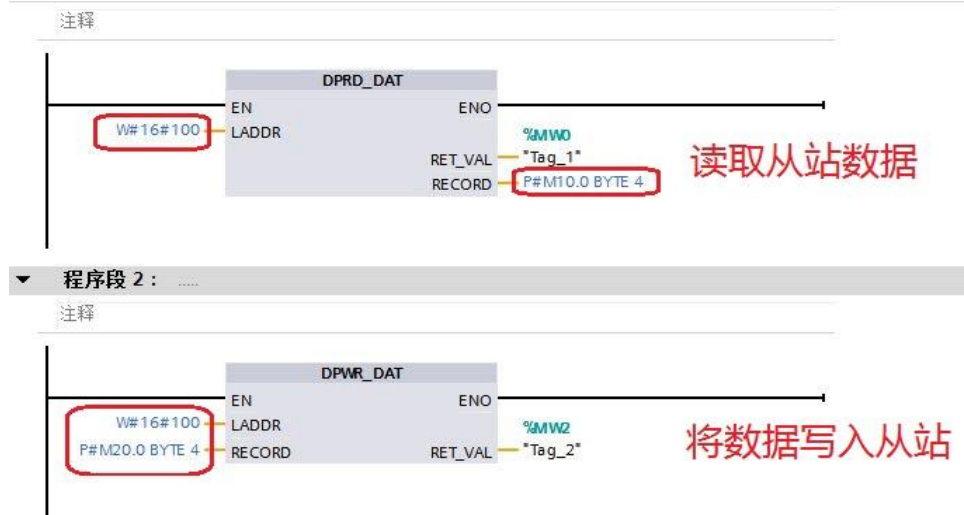 注释
DPRD_DAT
EN ENO
W#16#100 LADDR
%MW0
RET_VAL "Tag_1"
RECORD P#M10.0 BYTE 4
读取从站数据
程序段 2： .....
注释
DPWR_DAT
EN ENO
W#16#100 LADDR
%MW2
P#M20.0 BYTE 4 RECORD RET_VAL "Tag_2"
将数据写入从站